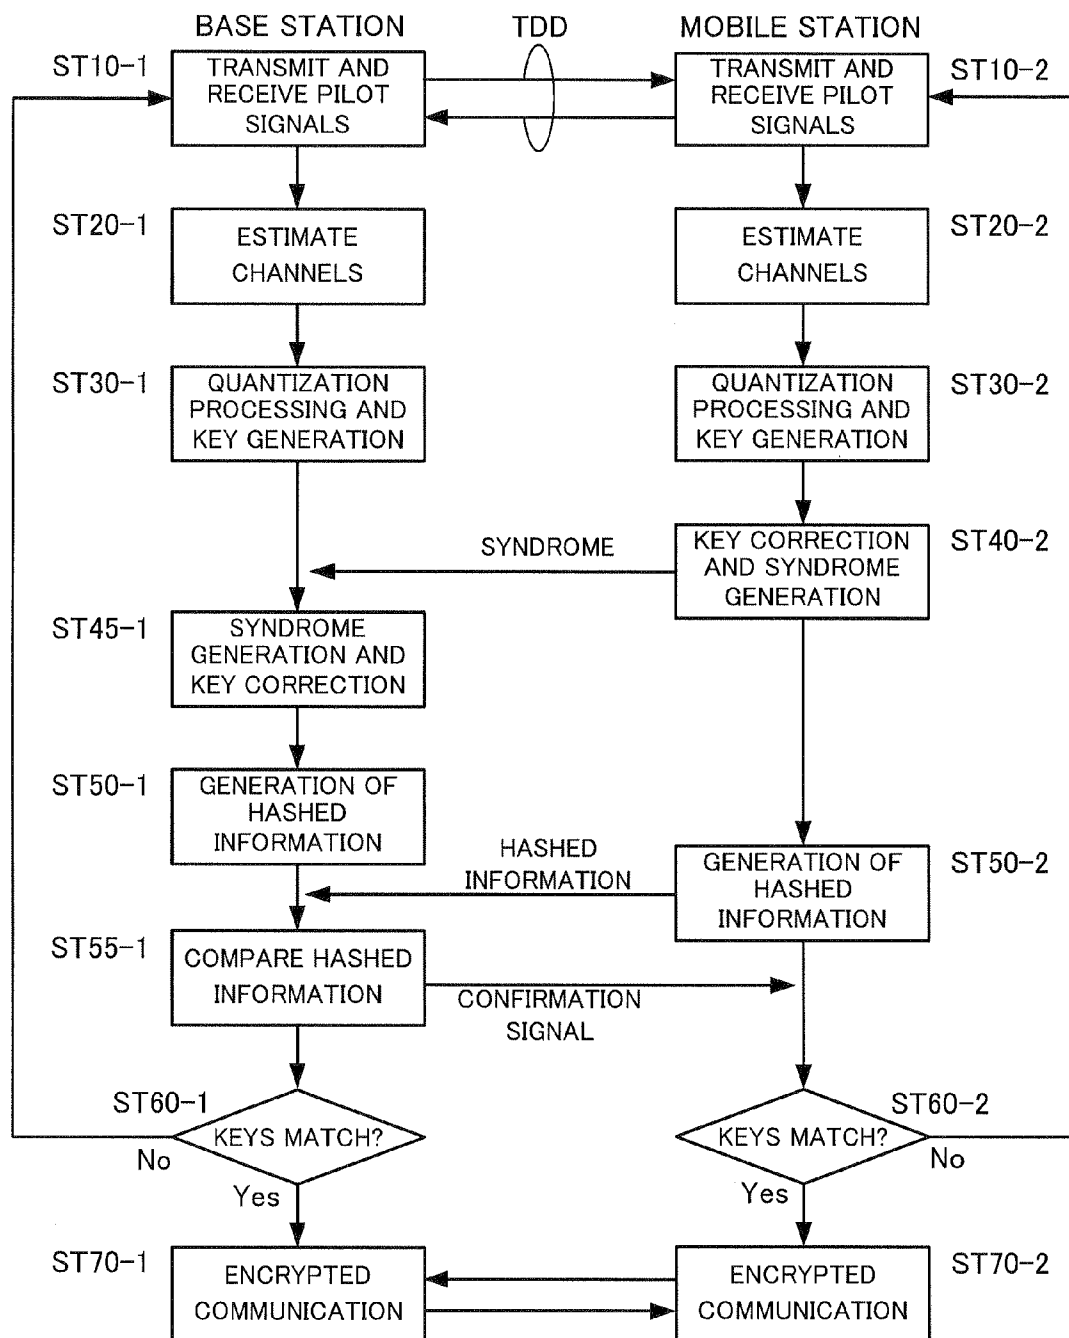 BASE STATION
TDD
MOBILE STATION
ST10-1
TRANSMIT AND
RECEIVE PILOT
SIGNALS
TRANSMIT AND
RECEIVE PILOT
SIGNALS
ST10-2
ST20-1
ESTIMATE
CHANNELS
ESTIMATE
CHANNELS
ST20-2
ST30-1
QUANTIZATION
PROCESSING AND
KEY GENERATION
QUANTIZATION
PROCESSING AND
KEY GENERATION
ST30-2
SYNDROME
KEY CORRECTION
AND SYNDROME
GENERATION
ST40-2
ST45-1
SYNDROME
GENERATION AND
KEY CORRECTION
ST50-1
GENERATION OF
HASHED
INFORMATION
HASHED
INFORMATION
GENERATION OF
HASHED
INFORMATION
ST50-2
ST55-1
COMPARE HASHED
INFORMATION
CONFIRMATION
SIGNAL
ST60-1
KEYS MATCH?
No
Yes
ST60-2
KEYS MATCH?
No
Yes
ST70-1
ENCRYPTED
COMMUNICATION
ENCRYPTED
COMMUNICATION
ST70-2